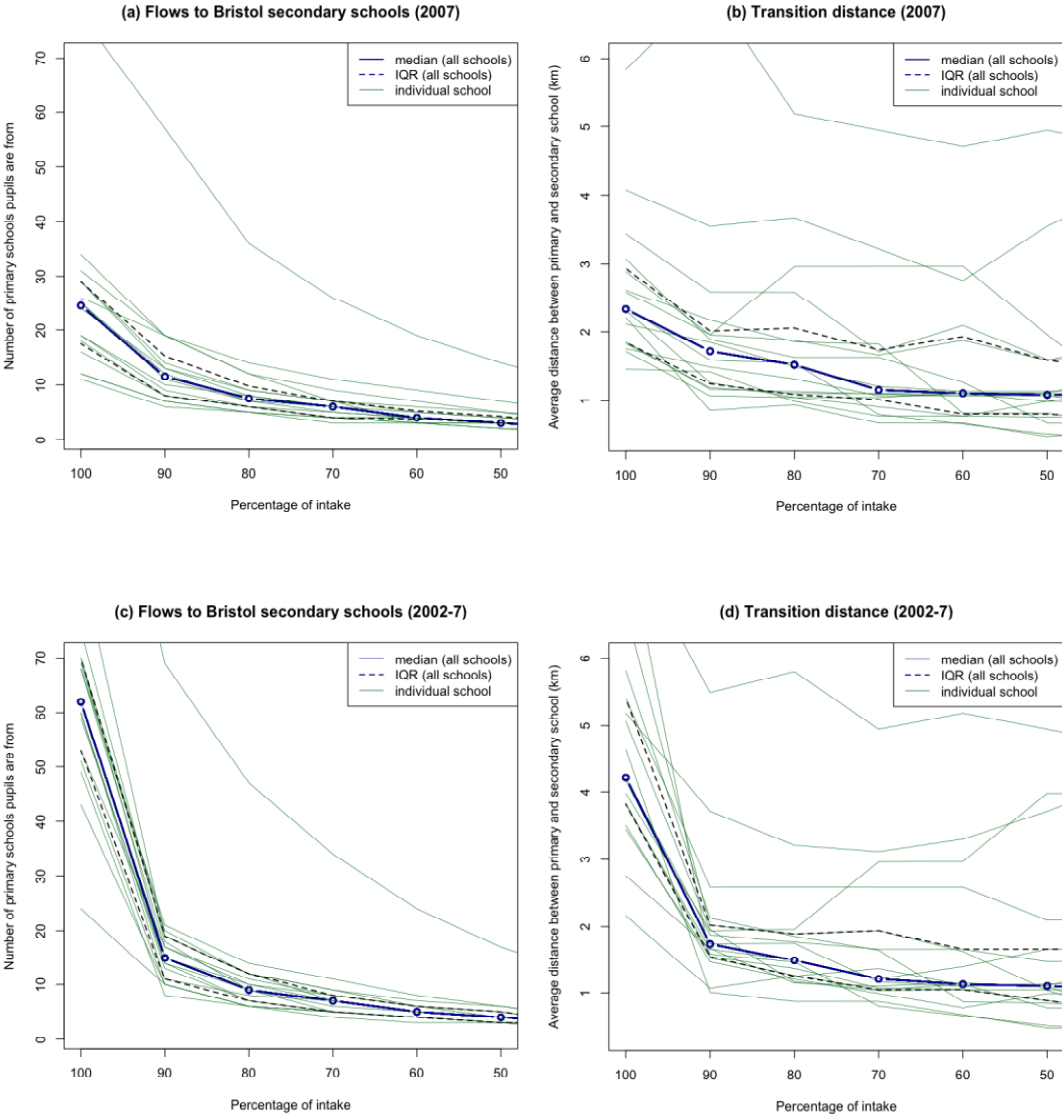 (a) Flows to Bristol secondary schools (2007)
Number of primary schools pupils are from
70
60
50
40
30
20
10
0
median (all schools)
IQR (all schools)
individual school
100 90 80 70 60 50
Percentage of intake
(b) Transition distance (2007)
Average distance between primary and secondary school (km)
6
5
4
3
2
1
median (all schools)
IQR (all schools)
individual school
100 90 80 70 60 50
Percentage of intake
(c) Flows to Bristol secondary schools (2002-7)
Number of primary schools pupils are from
70
60
50
40
30
20
10
0
median (all schools)
IQR (all schools)
individual school
100 90 80 70 60 50
Percentage of intake
(d) Transition distance (2002-7)
Average distance between primary and secondary school (km)
6
5
4
3
2
1
median (all schools)
IQR (all schools)
individual school
100 90 80 70 60 50
Percentage of intake